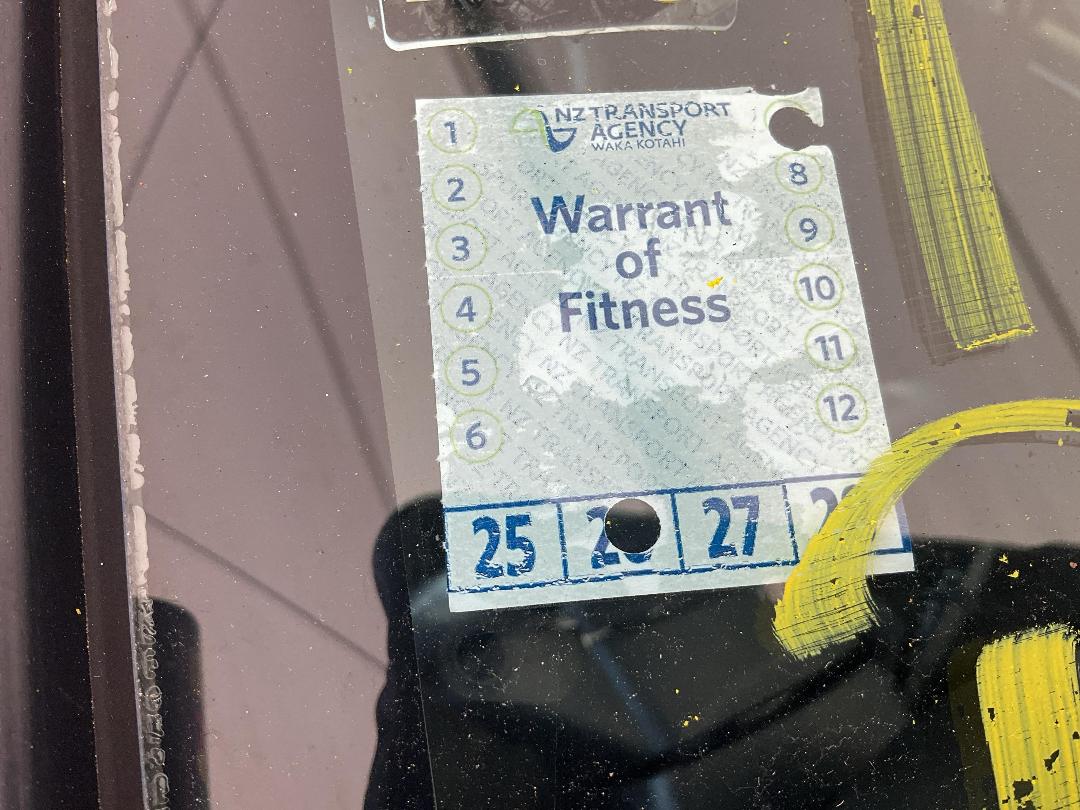 NZ TRANSPORT
AGENCY
WAKA KOTAHI
Warrant
of
Fitness
1
2
3
4
5
6
8
9
10
11
12
25 27